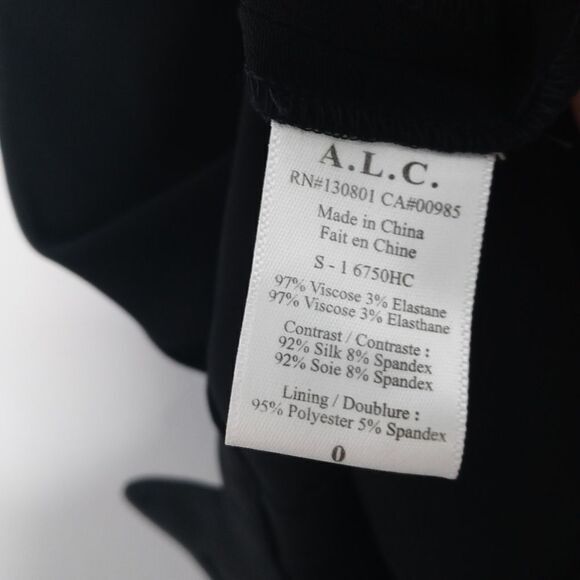 A.L.C.
RN#130801 CA#00985
Made in China
Fait en Chine
S - 1 6750HC
97% Viscose 3% Elastane
97% Viscose 3% Elasthane
Contrast / Contraste :
92% Silk 8% Spandex
92% Soie 8% Spandex
Lining / Doublure :
95% Polyester 5% Spandex
0